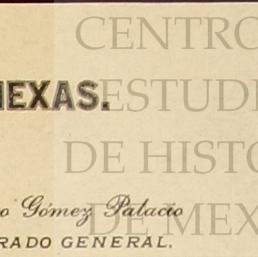 CENTRO
ESTUDI
DE HISTO
DE MEX
MEXAS.
o Gómez Palacio
RADO GENERAL.